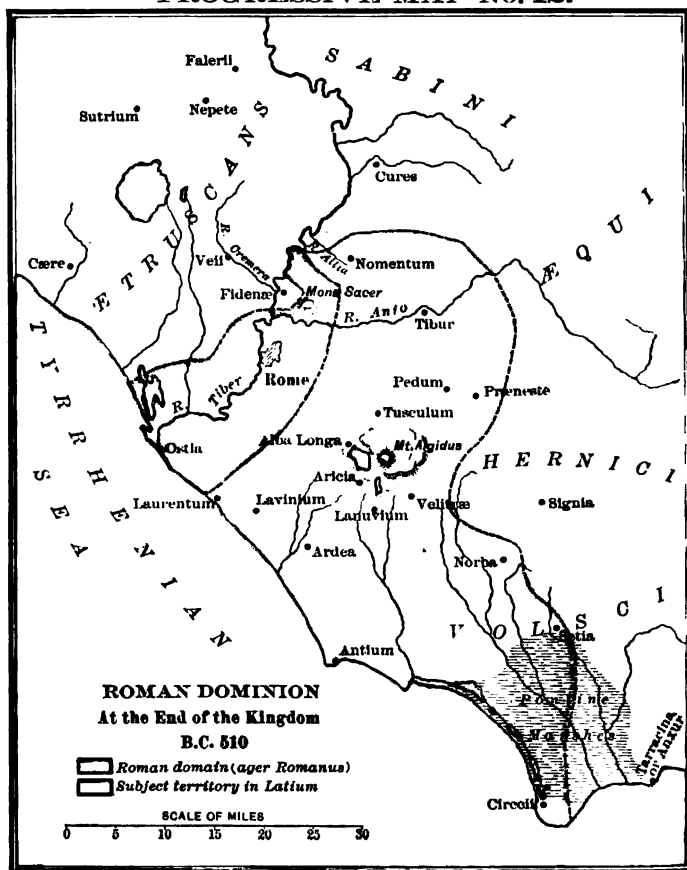 PROGRESSIVE MAP No. 12.
Falerii
SABINI
Sutrium
Nepete
Cures
ETRUSCANS
ÆQUI
R. Cremera
R. Allia
Cære
Veii
Nomentum
Fidenæ
Mons Sacer
R. Anio
Tibur
TYRRHENIAN SEA
R. Tiber
Rome
Pedum
Præneste
Tusculum
Ostia
Alba Longa
Mt. Algidus
HERNICI
Aricia
Laurentum
Lavinium
Lanuvium
Velitræ
Signia
Ardea
Norba
VOLSCI
Setia
Antium
Pomptine
Marshes
Tarracina
or Anxur
Circeii
ROMAN DOMINION
At the End of the Kingdom
B.C. 510
Roman domain (ager Romanus)
Subject territory in Latium
SCALE OF MILES
0 5 10 15 20 25 30